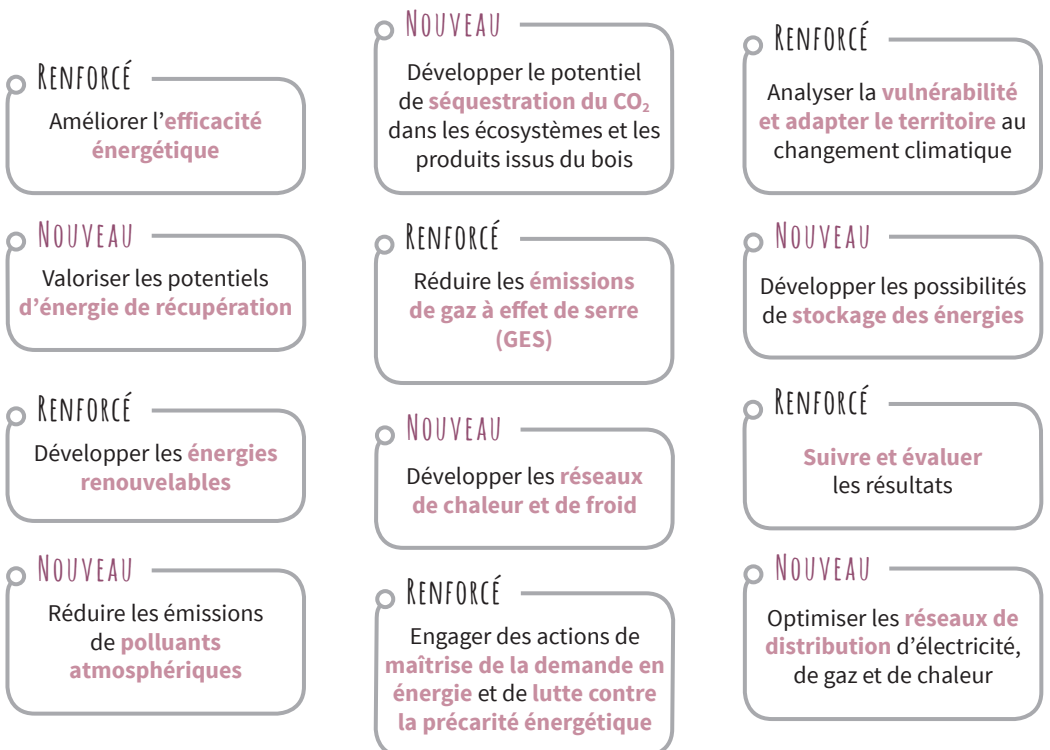 Renforcé
Améliorer l’efficacité
énergétique
Nouveau
Valoriser les potentiels
d’énergie de récupération
Renforcé
Développer les énergies
renouvelables
Nouveau
Réduire les émissions
de polluants
atmosphériques
Nouveau
Développer le potentiel
de séquestration du CO₂
dans les écosystèmes et les
produits issus du bois
Renforcé
Réduire les émissions
de gaz à effet de serre
(GES)
Nouveau
Développer les réseaux
de chaleur et de froid
Renforcé
Engager des actions de
maîtrise de la demande en
énergie et de lutte contre
la précarité énergétique
Renforcé
Analyser la vulnérabilité
et adapter le territoire au
changement climatique
Nouveau
Développer les possibilités
de stockage des énergies
Renforcé
Suivre et évaluer
les résultats
Nouveau
Optimiser les réseaux de
distribution d’électricité,
de gaz et de chaleur